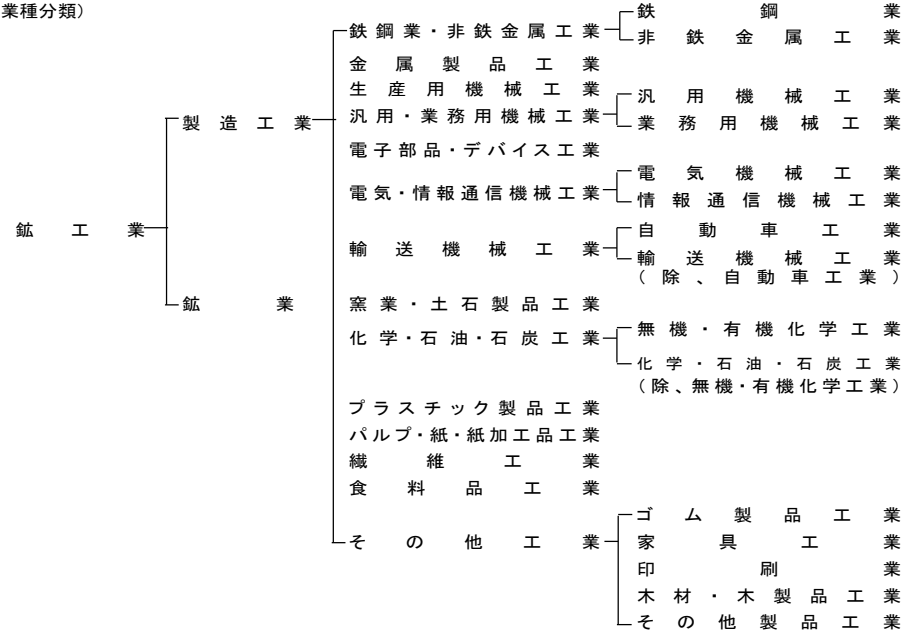 業種分類)
鉄鋼業
鉄鋼業・非鉄金属工業
非鉄金属工業
金属製品工業
生産用機械工業
汎用機械工業
汎用・業務用機械工業
製造工業
業務用機械工業
電子部品・デバイス工業
電気機械工業
電気・情報通信機械工業
情報通信機械工業
鉱工業
自動車工業
輸送機械工業
輸送機械工業
(除、自動車工業)
鉱業
窯業・土石製品工業
無機・有機化学工業
化学・石油・石炭工業
化学・石油・石炭工業
(除、無機・有機化学工業)
プラスチック製品工業
パルプ・紙・紙加工品工業
繊維工業
食料品工業
ゴム製品工業
その他工業
家具工業
印刷業
木材・木製品工業
その他製品工業